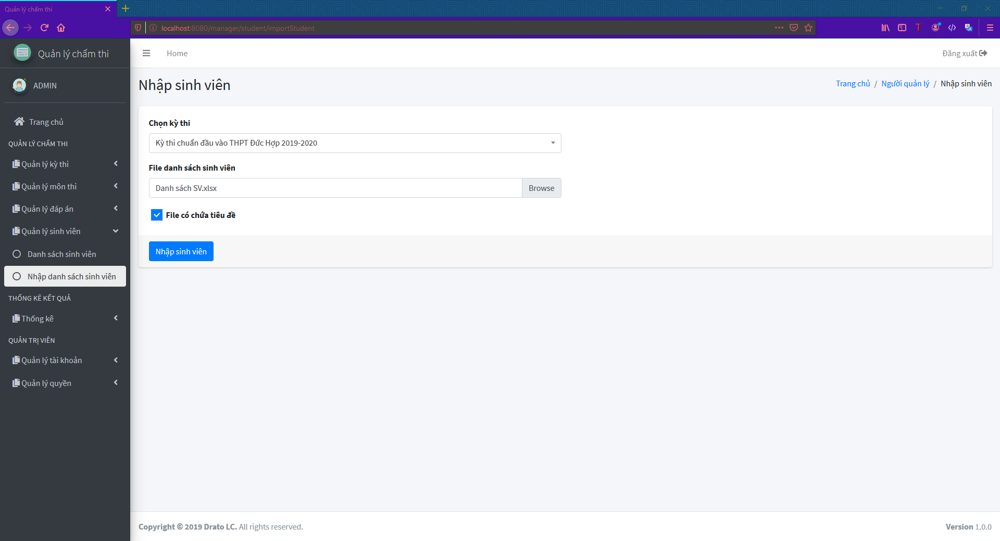 Quản lý chấm thi
localhost:8080/manager/student/importStudent
Quản lý chấm thi
Home
Đăng xuất
ADMIN
Nhập sinh viên
Trang chủ / Người quản lý / Nhập sinh viên
Trang chủ
QUẢN LÝ CHẤM THI
Quản lý kỳ thi
Quản lý môn thi
Quản lý đáp án
Quản lý sinh viên
Danh sách sinh viên
Nhập danh sách sinh viên
THỐNG KÊ KẾT QUẢ
Thống kê
QUẢN TRỊ VIÊN
Quản lý tài khoản
Quản lý quyền
Chọn kỳ thi
Kỳ thi chuẩn đầu vào THPT Đức Hợp 2019-2020
File danh sách sinh viên
Danh sách SV.xlsx
Browse
File có chứa tiêu đề
Nhập sinh viên
Copyright © 2019 Drato LC. All rights reserved.
Version 1.0.0